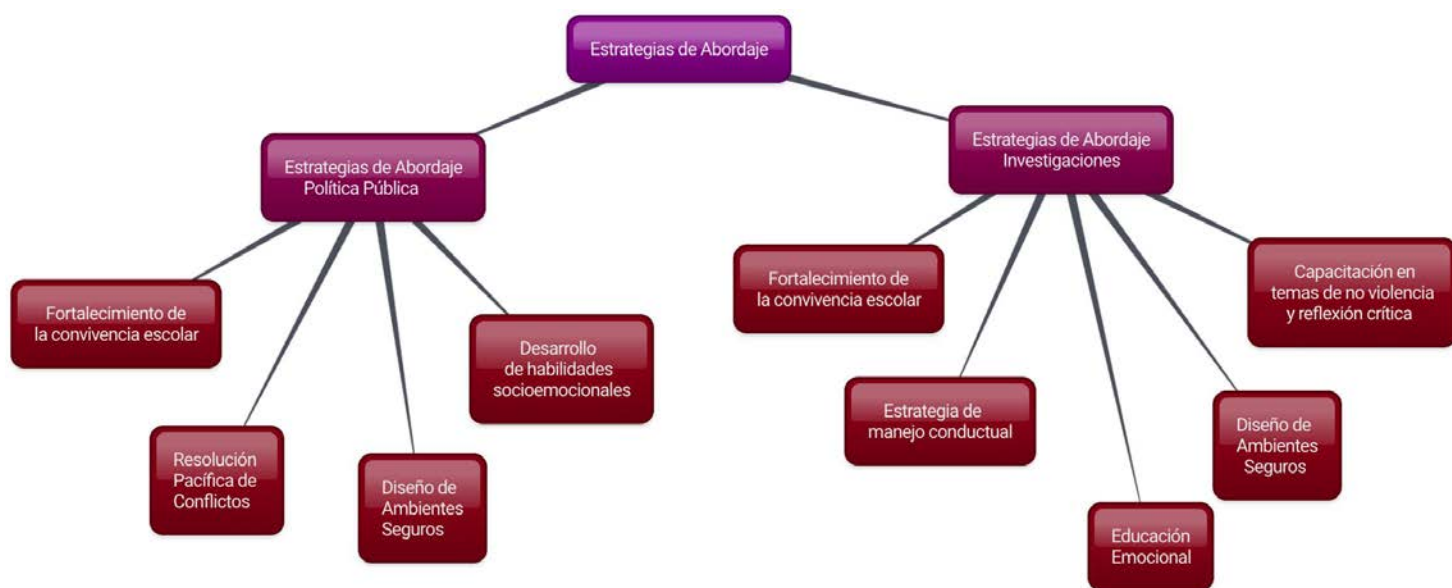 Estrategias de Abordaje
Estrategias de Abordaje
Política Pública
Fortalecimiento de
la convivencia escolar
Resolución
Pacífica de
Conflictos
Diseño de
Ambientes
Seguros
Desarrollo
de habilidades
socioemocionales
Estrategias de Abordaje
Investigaciones
Fortalecimiento de
la convivencia escolar
Estrategia de
manejo conductual
Educación
Emocional
Diseño de
Ambientes
Seguros
Capacitación en
temas de no violencia
y reflexión crítica